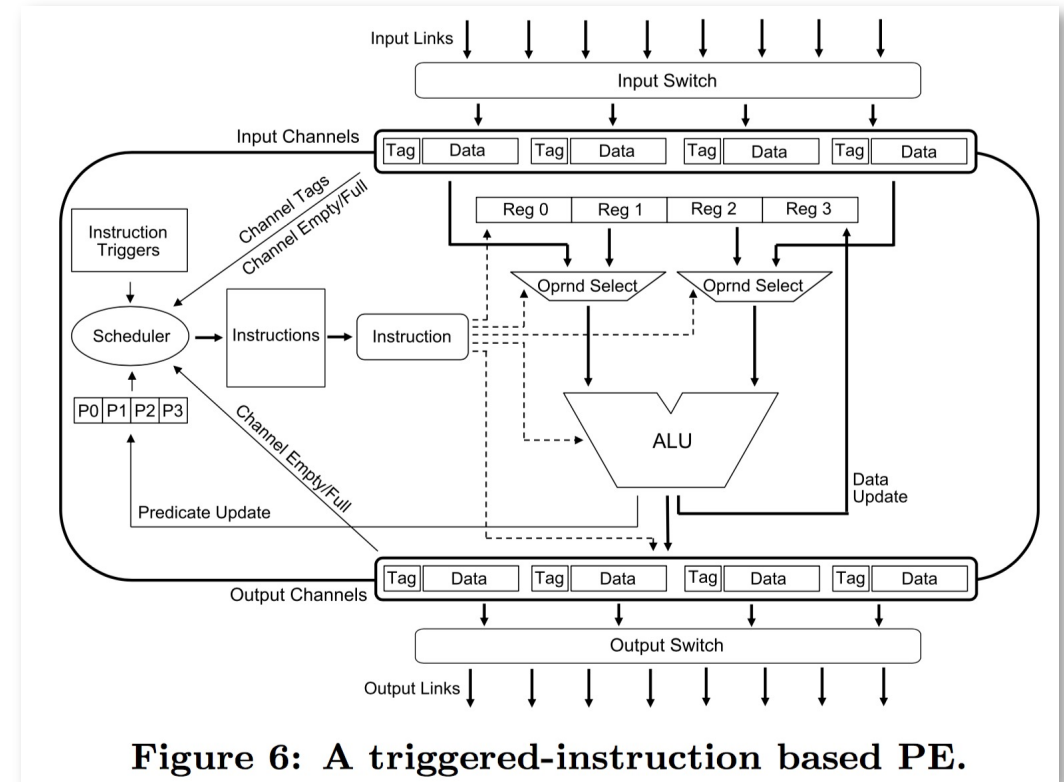 Input Links
Input Switch
Input Channels
Tag Data Tag Data Tag Data Tag Data
Channel Tags
Channel Empty/Full
Reg 0 Reg 1 Reg 2 Reg 3
Instruction
Triggers
Oprnd Select Oprnd Select
Scheduler
Instructions
Instruction
P0 P1 P2 P3
Channel Empty/Full
ALU
Data
Update
Predicate Update
Tag Data Tag Data Tag Data Tag Data
Output Channels
Output Switch
Output Links
Figure 6: A triggered-instruction based PE.